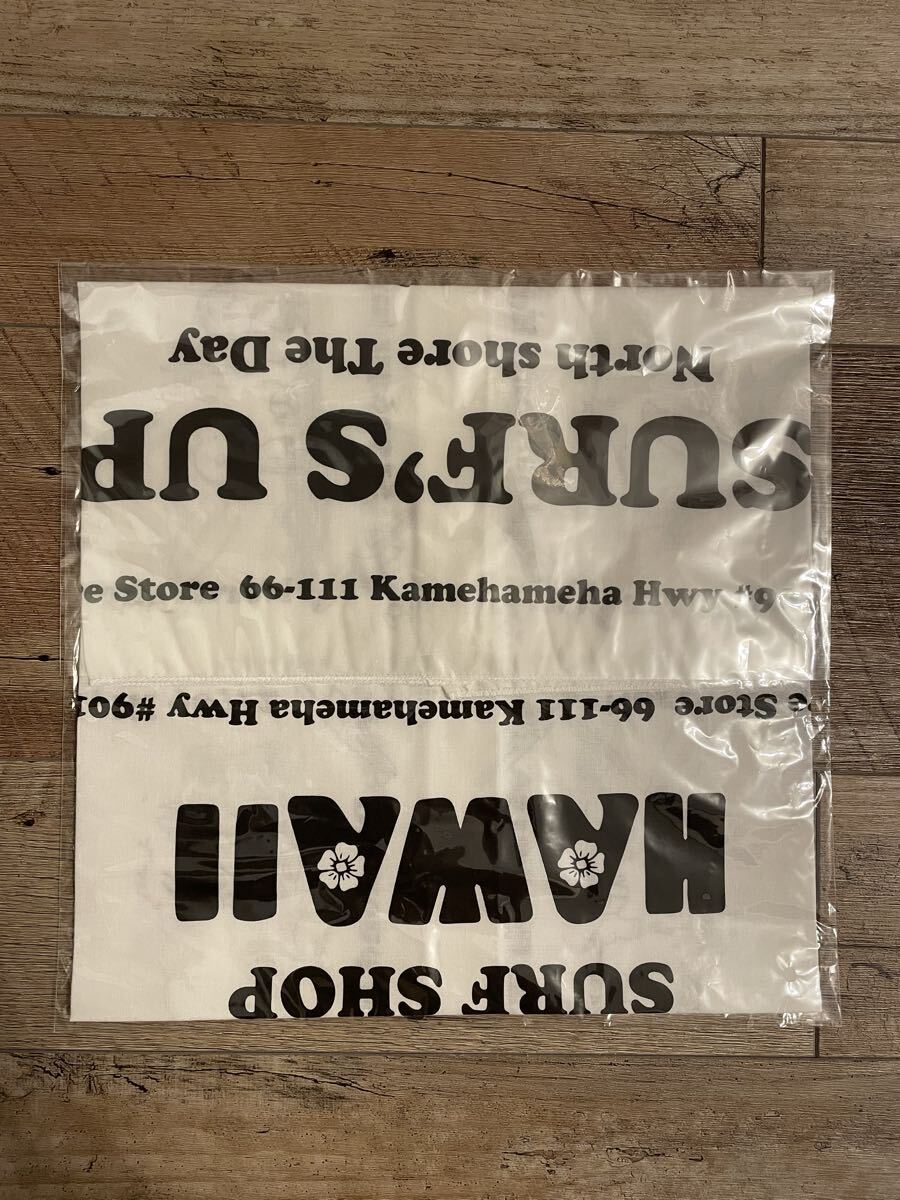 SURF SHOP
HAWAII
e Store 66-111 Kamehameha Hwy #901
e Store 66-111 Kamehameha Hwy #9
SURF'S UP
North shore The Day